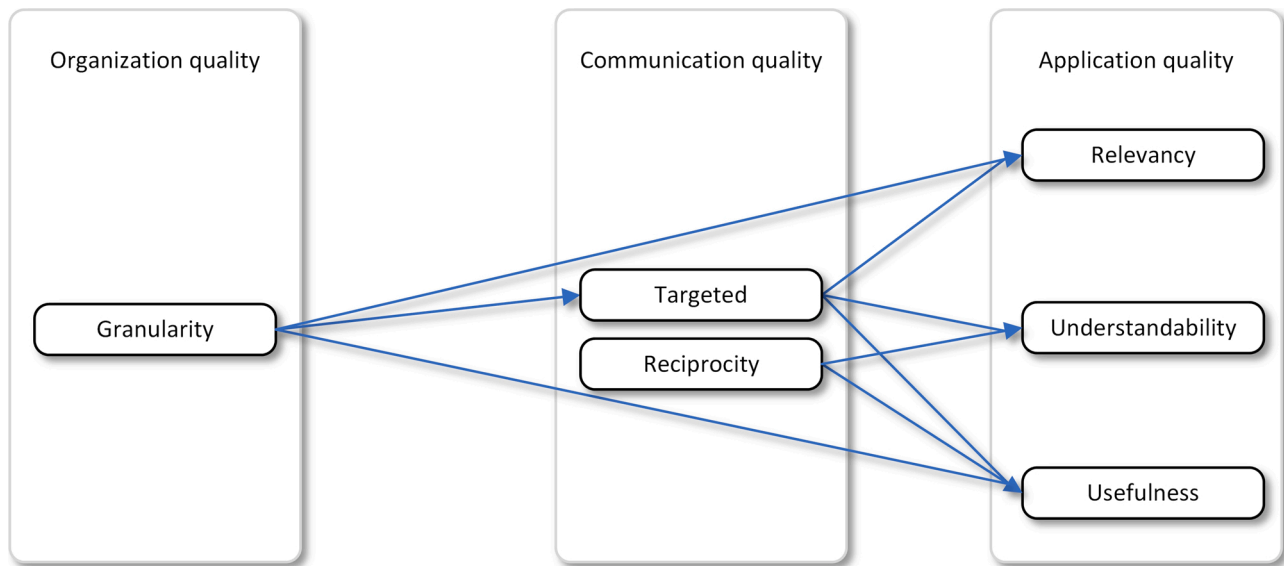 Organization quality
Communication quality
Application quality
Relevancy
Targeted
Granularity
Understandability
Reciprocity
Usefulness